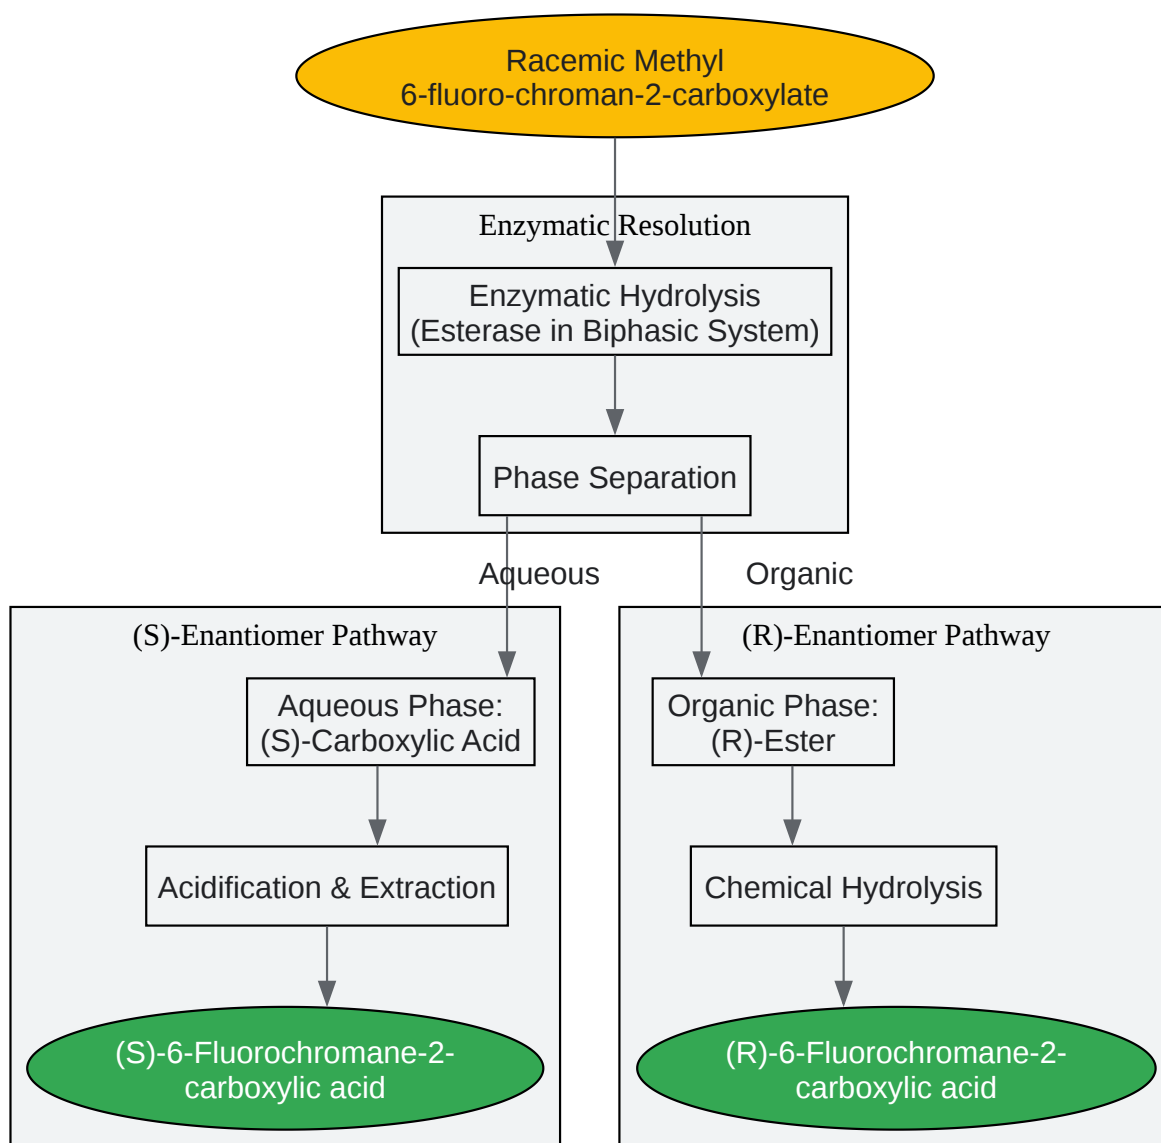 Racemic Methyl
6-fluoro-chroman-2-carboxylate
Enzymatic Resolution
Enzymatic Hydrolysis
(Esterase in Biphasic System)
Phase Separation
Aqueous
Organic
(S)-Enantiomer Pathway
Aqueous Phase:
(S)-Carboxylic Acid
Acidification & Extraction
(S)-6-Fluorochromane-2-
carboxylic acid
(R)-Enantiomer Pathway
Organic Phase:
(R)-Ester
Chemical Hydrolysis
(R)-6-Fluorochromane-2-
carboxylic acid